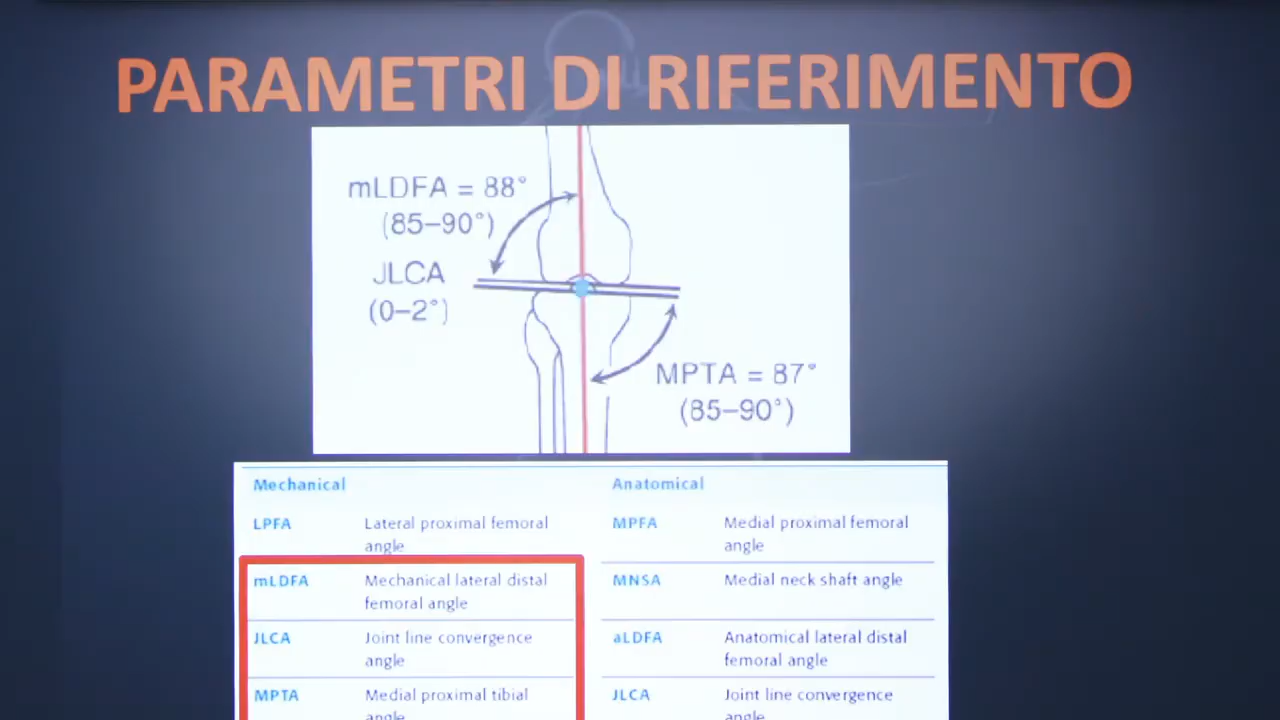 PARAMETRI DI RIFERIMENTO
mLDFA = 88°
(85–90°)
JLCA
(0–2°)
MPTA = 87°
(85–90°)
Mechanical
Anatomical
LPFA Lateral proximal femoral
angle
MPFA Medial proximal femoral
angle
mLDFA Mechanical lateral distal
femoral angle
MNSA Medial neck shaft angle
JLCA Joint line convergence
angle
aLDFA Anatomical lateral distal
femoral angle
MPTA Medial proximal tibial
angle
JLCA Joint line convergence
angle